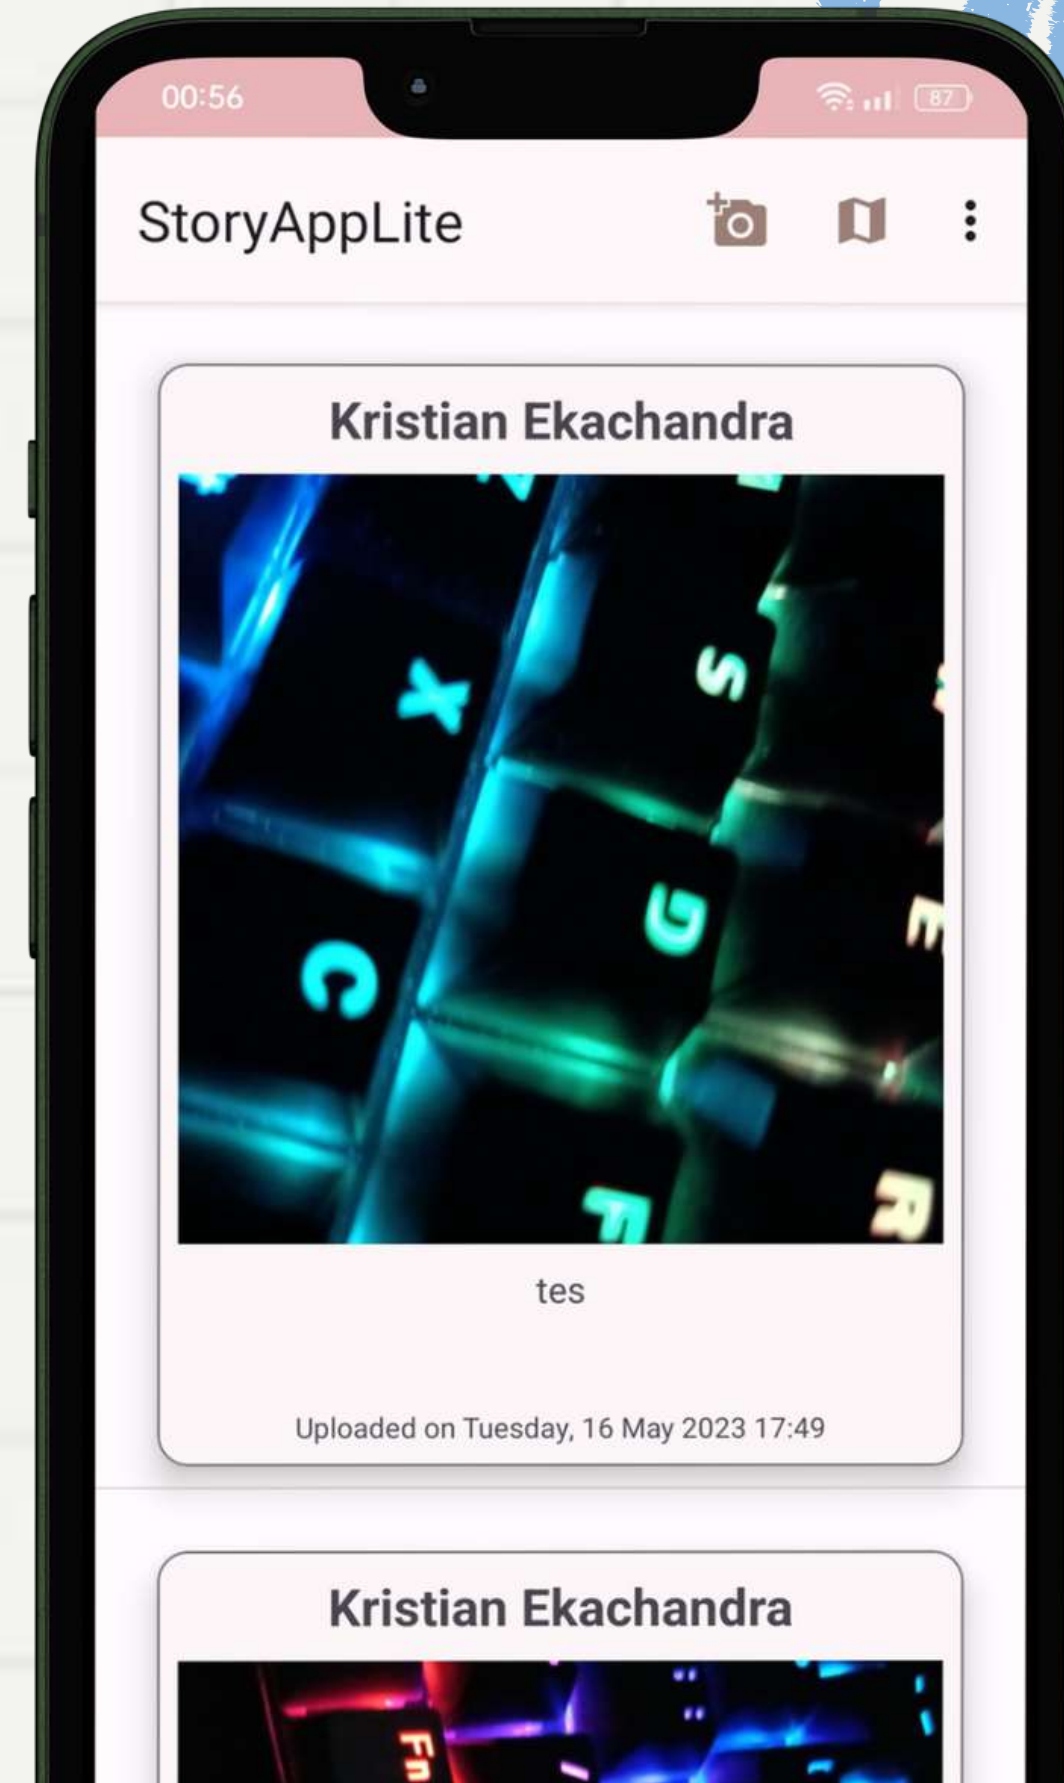 00:56
87
StoryAppLite
Kristian Ekachandra
X
S
D
E
C
F
R
tes
Uploaded on Tuesday, 16 May 2023 17:49
Kristian Ekachandra
Fn